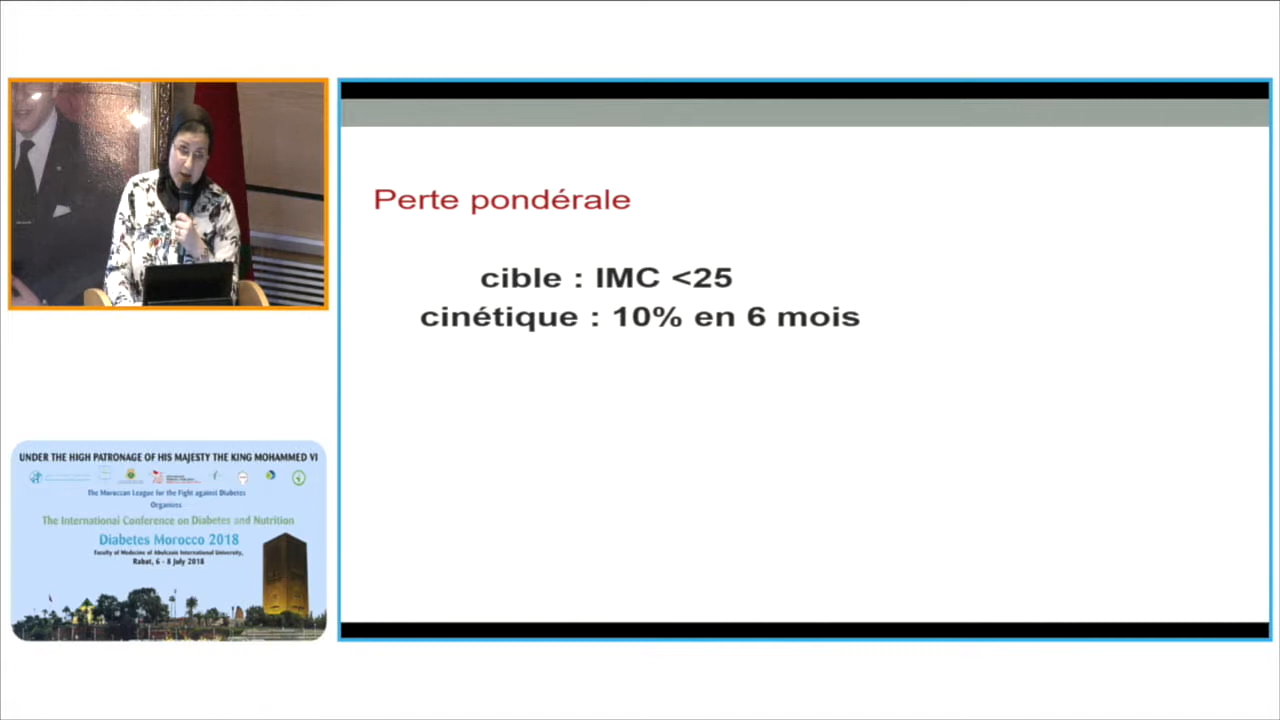 Perte pondérale
cible : IMC <25
cinétique : 10% en 6 mois
UNDER THE HIGH PATRONAGE OF HIS MAJESTY THE KING MOHAMMED VI
The Moroccan League for the Fight against Diabetes
Organizes
The International Conference on Diabetes and Nutrition
Diabetes Morocco 2018
Faculty of Medecine of Abulcasis International University,
Rabat, 6 - 8 July 2018